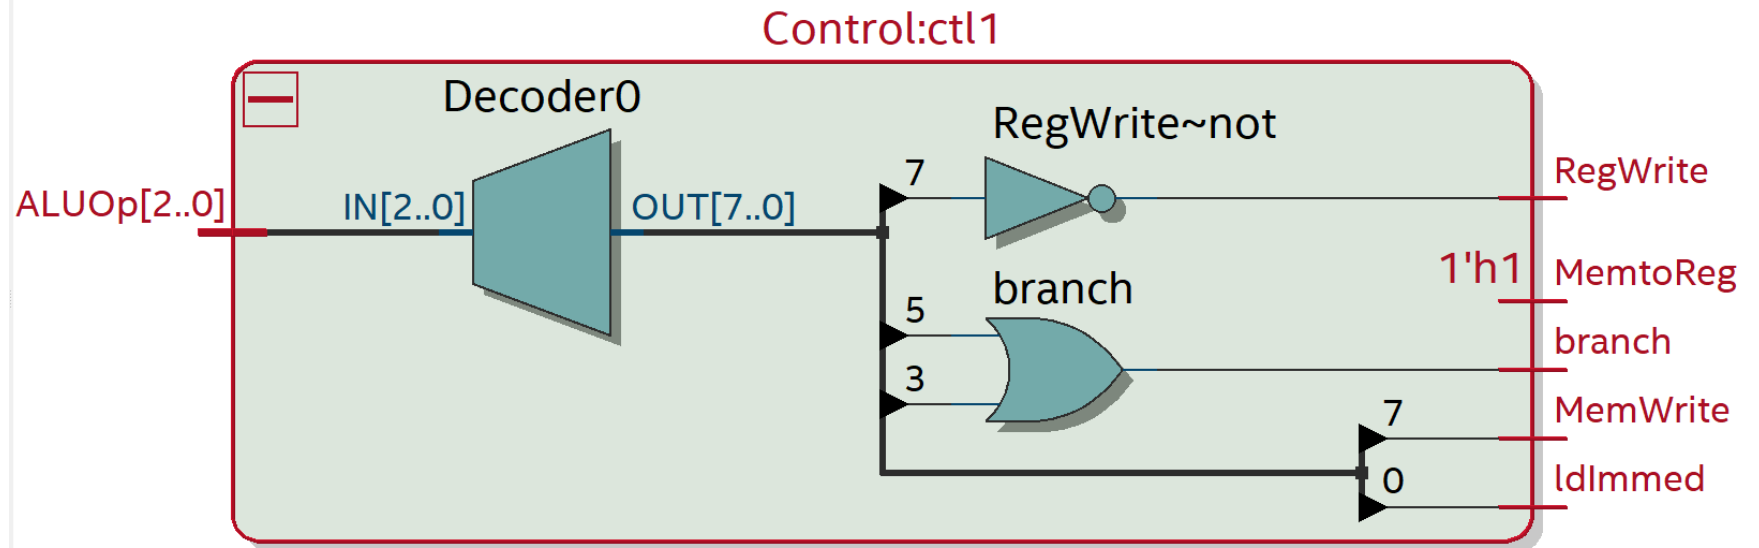 Control:ctl1
Decoder0
RegWrite~not
7
RegWrite
ALUOp[2..0]
IN[2..0]
OUT[7..0]
1'h1
MemtoReg
branch
5
branch
3
7
MemWrite
0
ldImmed